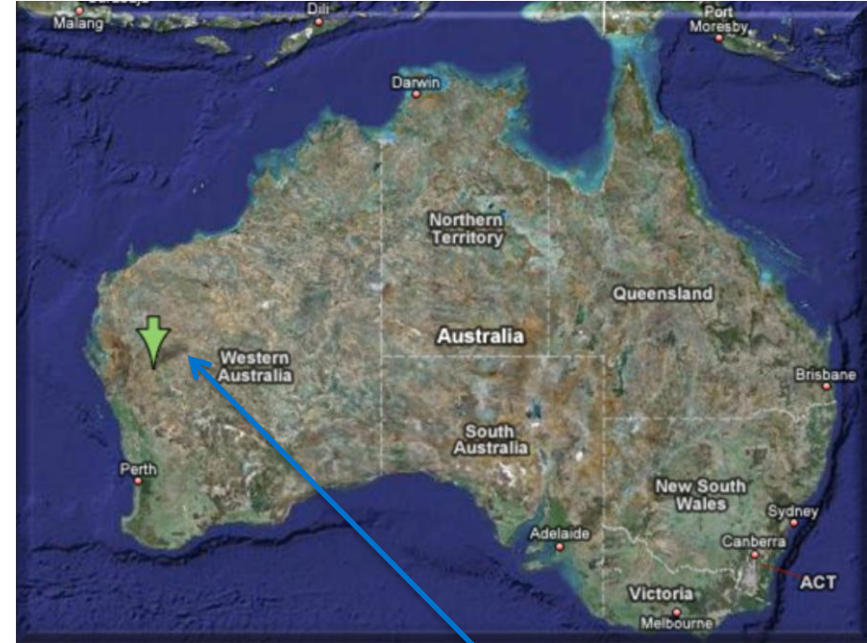 Dili
Malang
Port
Moresby
Darwin
Northern
Territory
Queensland
Australia
Western
Australia
Brisbane
South
Australia
Perth
New South
Wales
Sydney
Adelaide
Canberra
ACT
Victoria
Melbourne